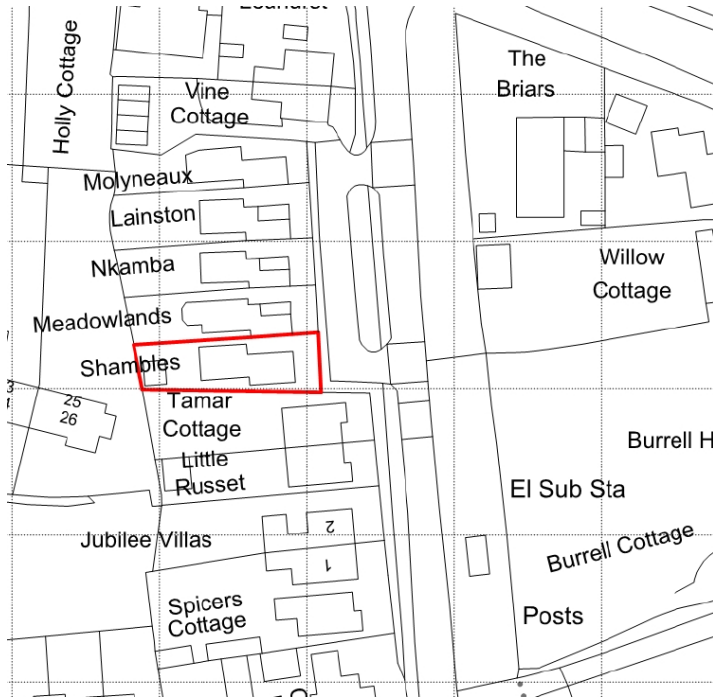 Holly Cottage
Vine
Cottage
The
Briars
Molyneaux
Lainston
Nkamba
Meadowlands
Shambles
Willow
Cottage
25
26
Tamar
Cottage
Little
Russet
Burrell H
El Sub Sta
Jubilee Villas
2
1
Burrell Cottage
Spicers
Cottage
Posts